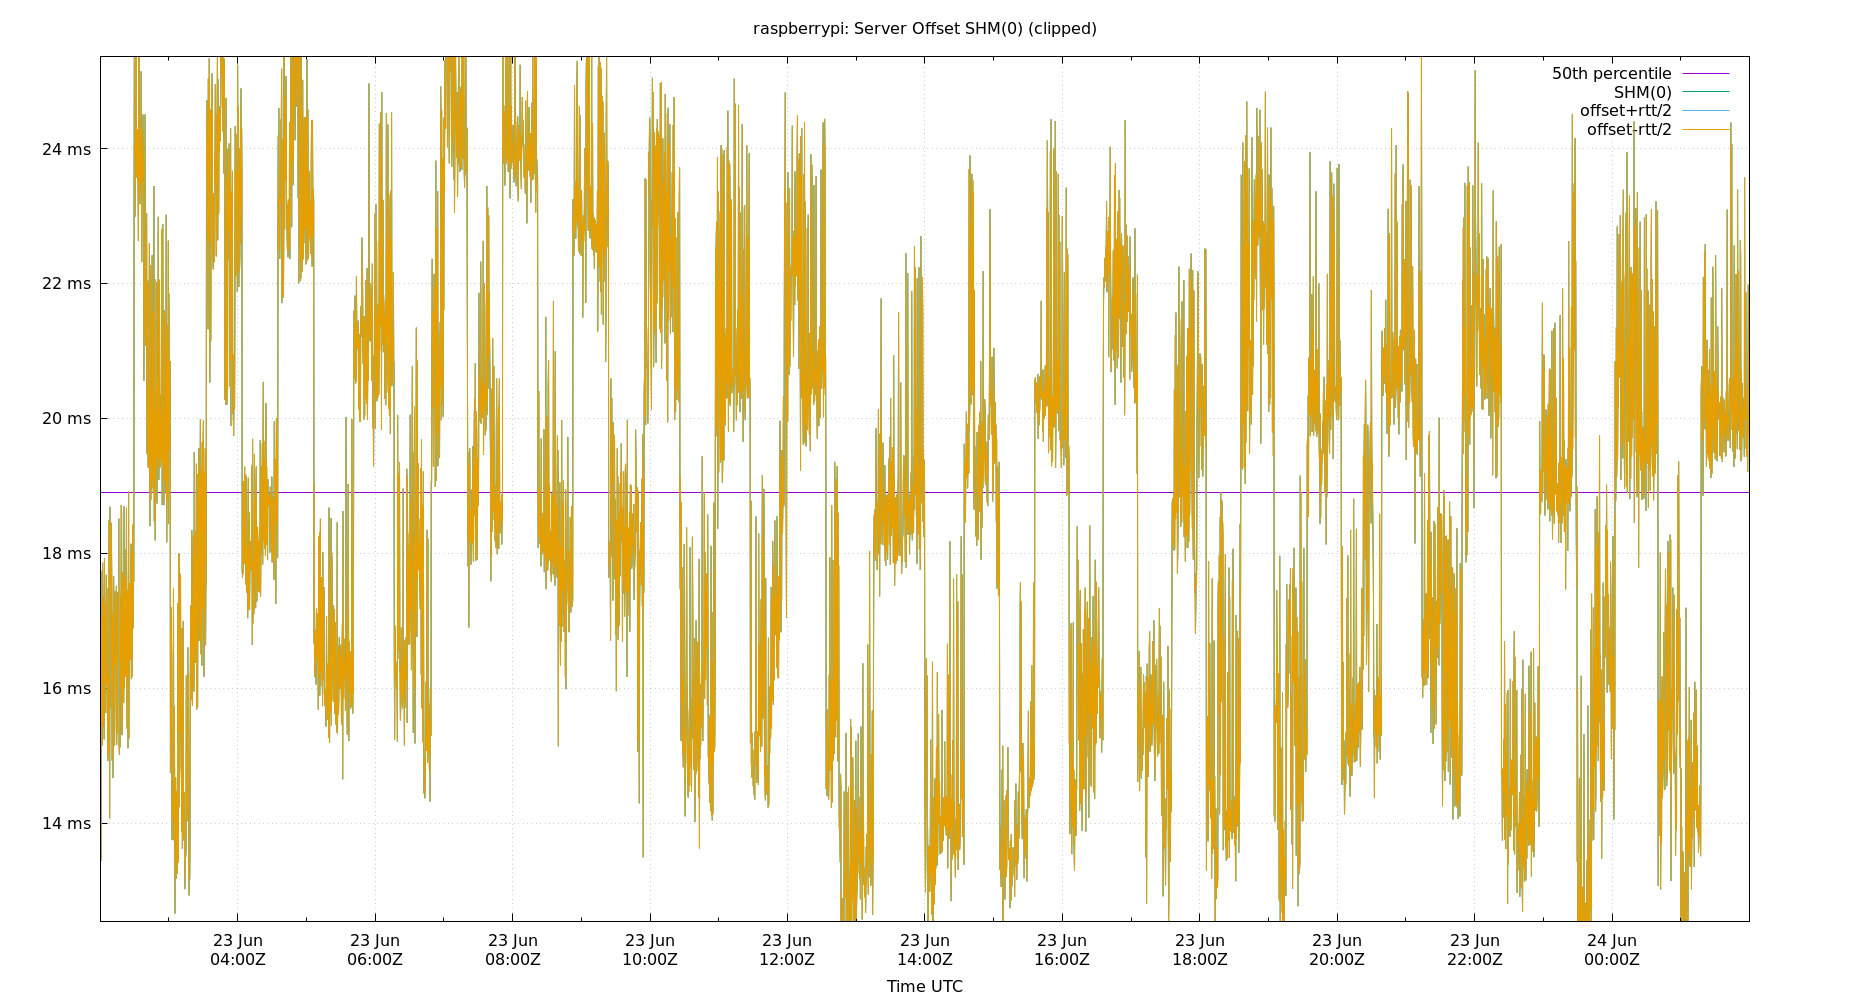 raspberrypi: Server Offset SHM(0) (clipped)
50th percentile
SHM(0)
offset+rtt/2
offset-rtt/2
24 ms
22 ms
20 ms
18 ms
16 ms
14 ms
23 Jun 23 Jun 23 Jun 23 Jun 23 Jun 23 Jun 23 Jun 23 Jun 23 Jun 23 Jun 24 Jun
04:00Z 06:00Z 08:00Z 10:00Z 12:00Z 14:00Z 16:00Z 18:00Z 20:00Z 22:00Z 00:00Z
Time UTC